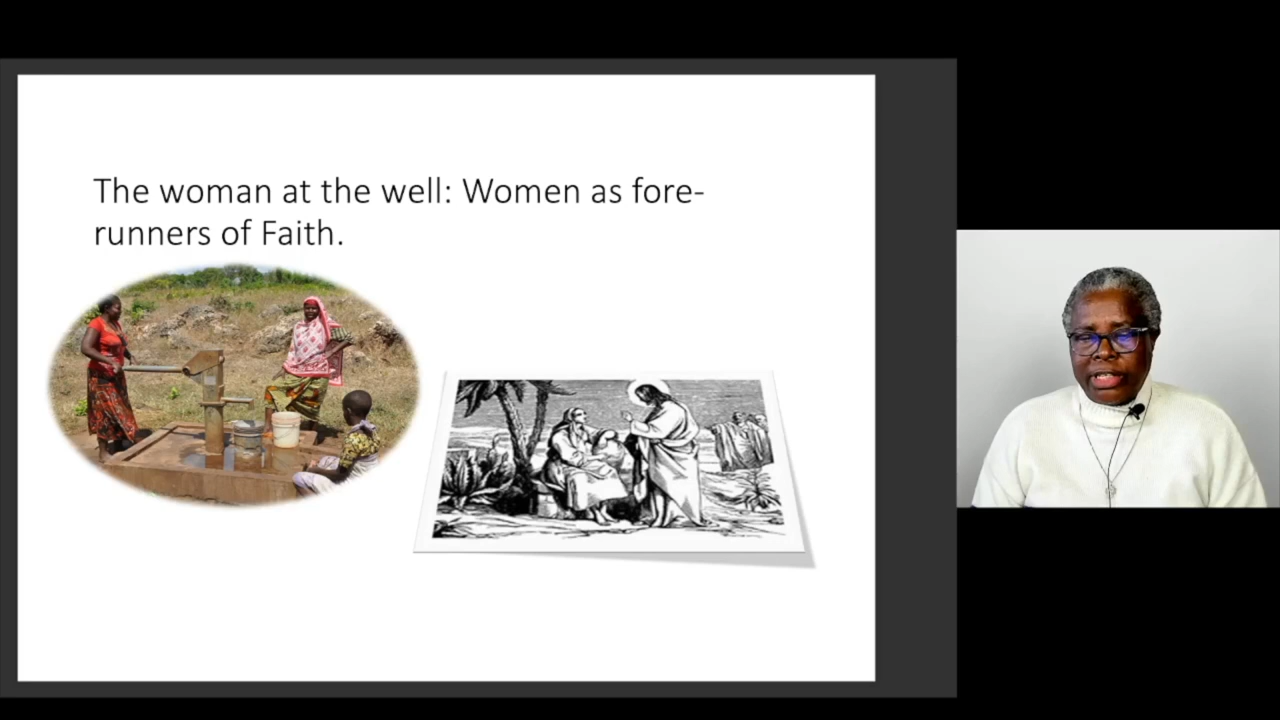 The woman at the well: Women as fore-
runners of Faith.